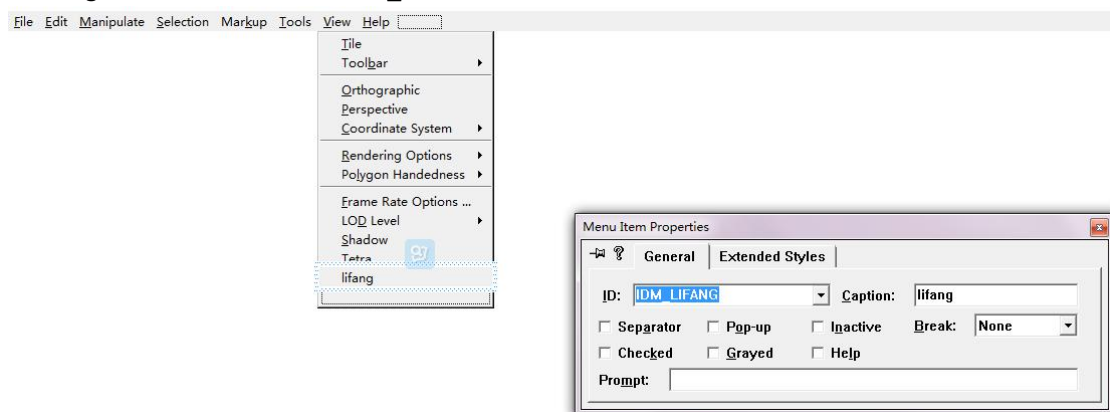 File Edit Manipulate Selection Markup Tools View Help
Tile
Toolbar
Orthographic
Perspective
Coordinate System
Rendering Options
Polygon Handedness
Frame Rate Options ...
LOD Level
Shadow
Tetra
lifang
Menu Item Properties
General Extended Styles
ID: IDM_LIFANG Caption: lifang
Separator Pop-up Inactive Break: None
Checked Grayed Help
Prompt: